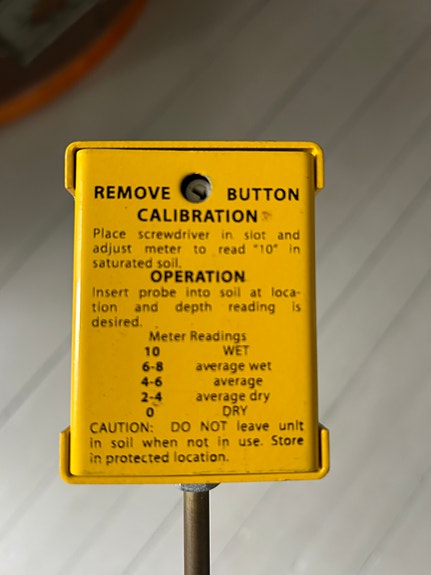 REMOVE BUTTON
CALIBRATION
Place screwdriver in slot and
adjust meter to read "10" in
saturated soil.
OPERATION
Insert probe into soil at loca-
tion and depth reading is
desired.
Meter Readings
10 WET
6-8 average wet
4-6 average
2-4 average dry
0 DRY
CAUTION: DO NOT leave unit
in soil when not in use. Store
in protected location.